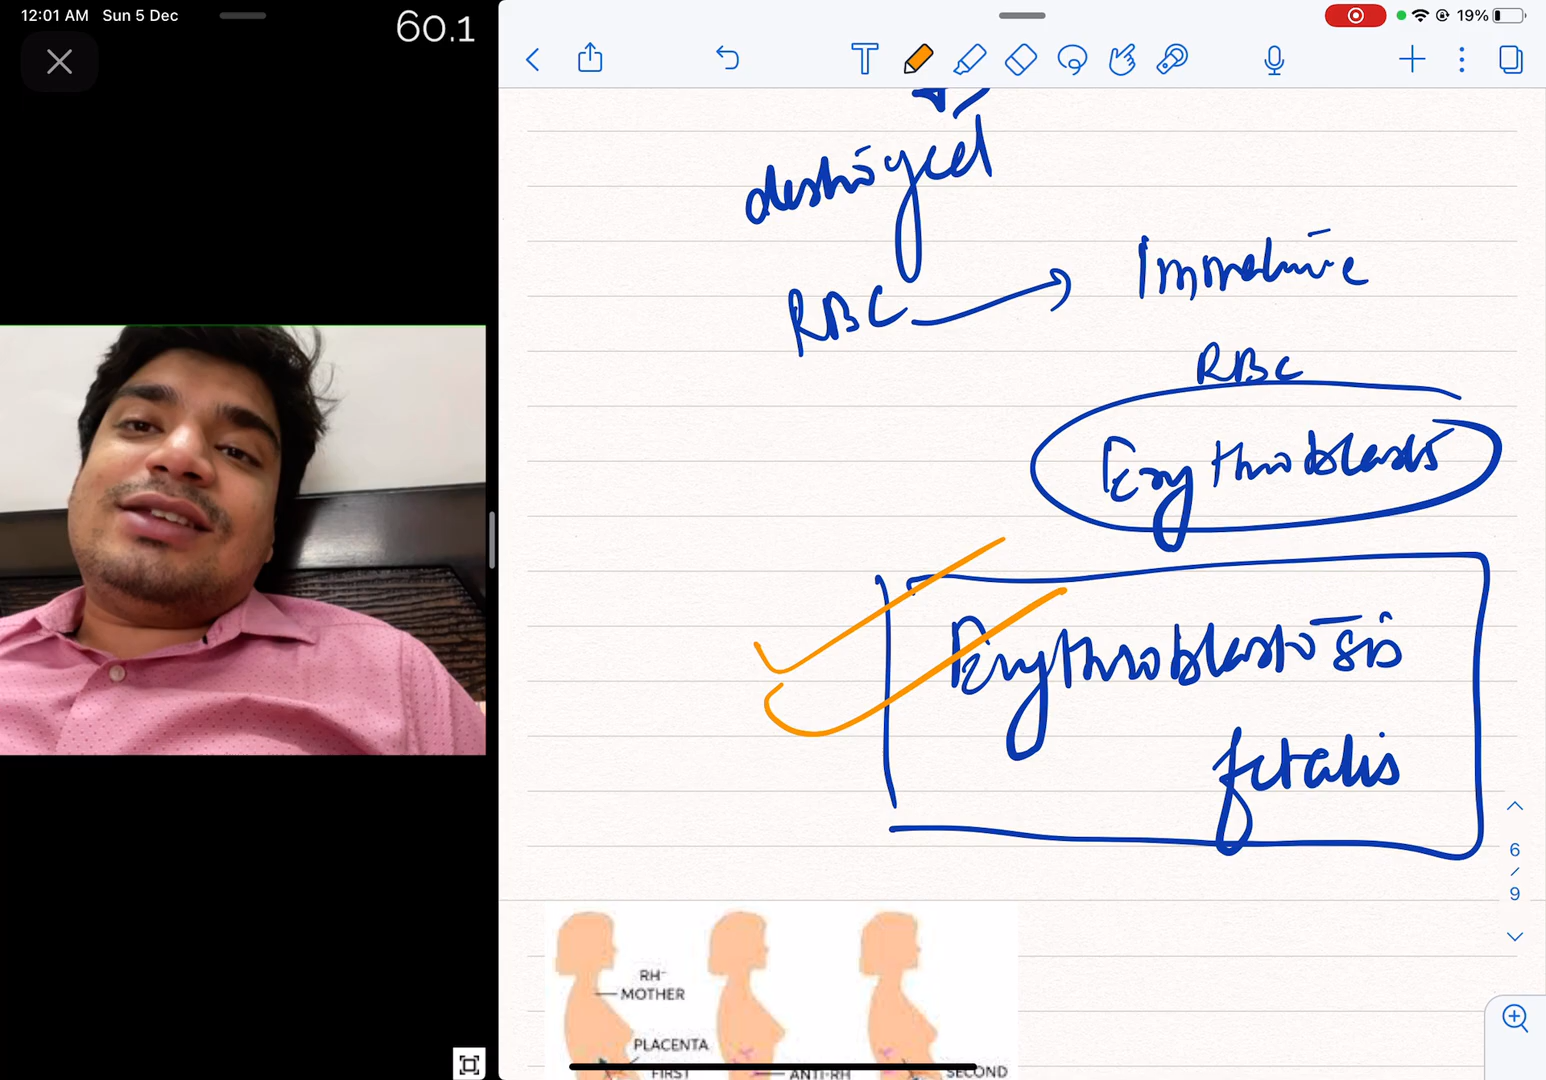 12:01 AM Sun 5 Dec
60.1
19%
T
destroyed
RBC
Immature
RBC
Erythroblasts
Erythroblastosis
fetalis
6
/
9
RH-
MOTHER
PLACENTA
FIRST
ANTI-RH
SECOND